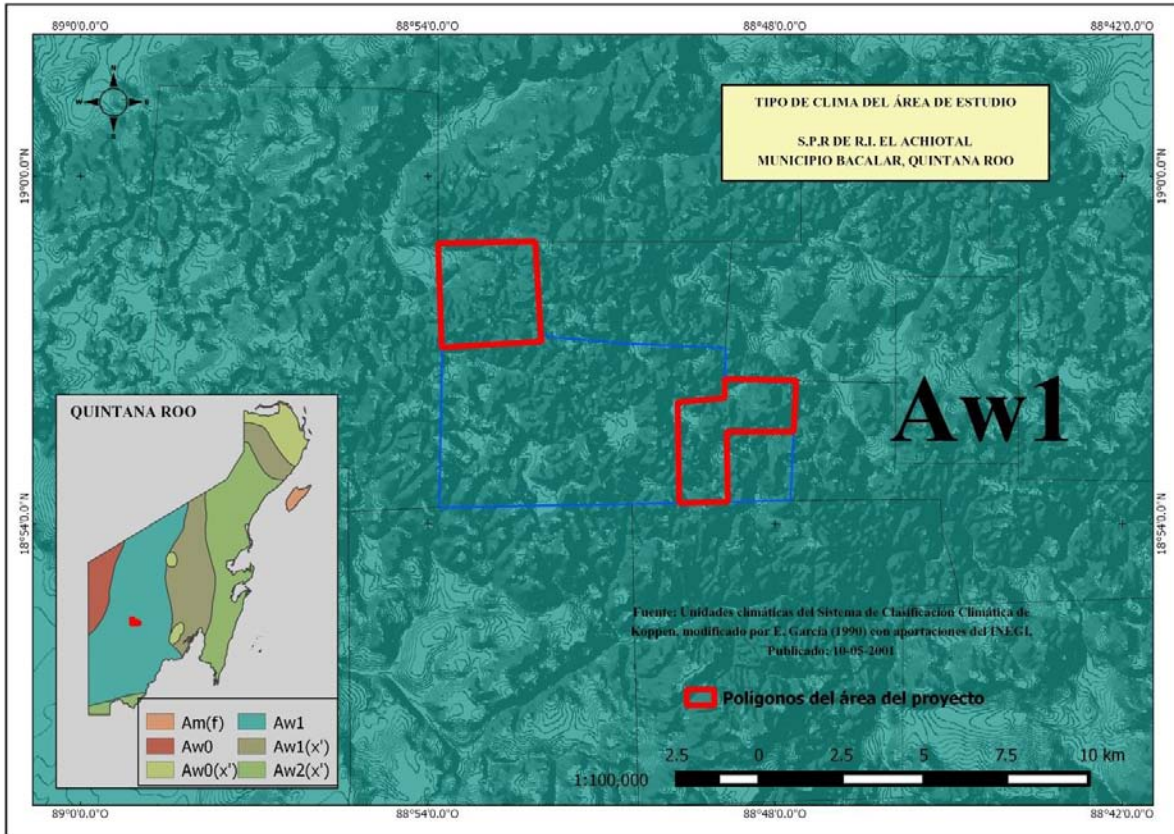 89°0'0.0"O 88°54'0.0"O 88°48'0.0"O 88°42'0.0"O
N
W E
S
TIPO DE CLIMA DEL ÁREA DE ESTUDIO
S.P.R DE R.I. EL ACHIOTAL
MUNICIPIO BACALAR, QUINTANA ROO
19°0'0.0"N 19°0'0.0"N
Aw1
QUINTANA ROO
18°54'0.0"N 18°54'0.0"N
Am(f) Aw1
Aw0 Aw1(x')
Aw0(x') Aw2(x')
Fuente: Unidades climáticas del Sistema de Clasificación Climática de
Koppen, modificado por E. García (1990) con aportaciones del INEGI.
Publicado: 10-05-2001
Polígonos del área del proyecto
2.5 0 2.5 5 7.5 10 km
1:100,000
89°0'0.0"O 88°54'0.0"O 88°48'0.0"O 88°42'0.0"O